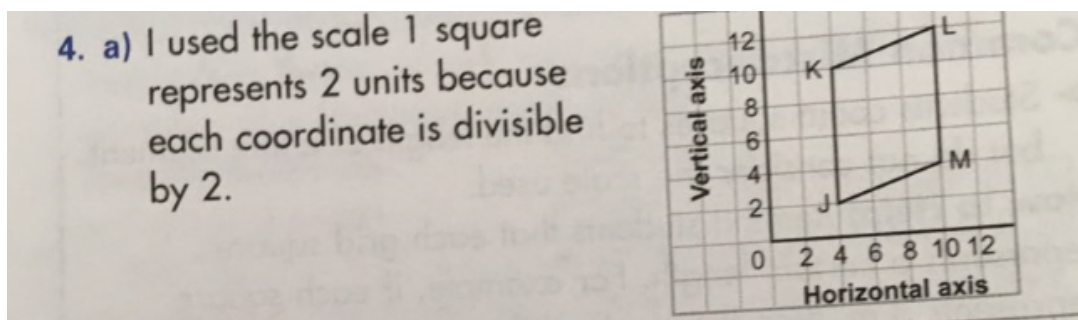 4. a) I used the scale 1 square
represents 2 units because
each coordinate is divisible
by 2.
Vertical axis
12
10
8
6
4
2
0
K
L
J
M
2 4 6 8 10 12
Horizontal axis